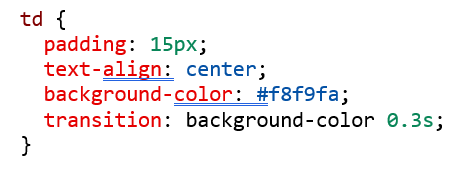 td {
  padding: 15px;
  text-align: center;
  background-color: #f8f9fa;
  transition: background-color 0.3s;
}